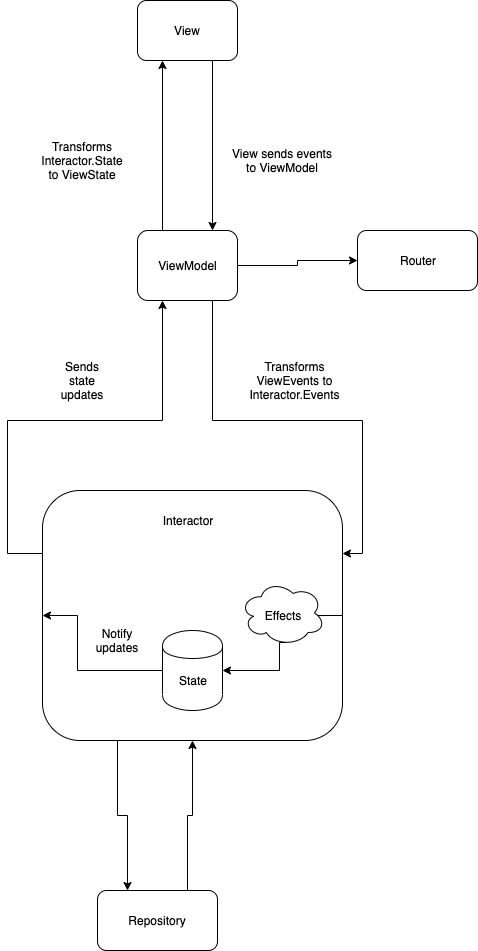 View
Transforms
Interactor.State
to ViewState
View sends events
to ViewModel
ViewModel
Router
Sends
state
updates
Transforms
ViewEvents to
Interactor.Events
Interactor
Effects
Notify
updates
State
Repository